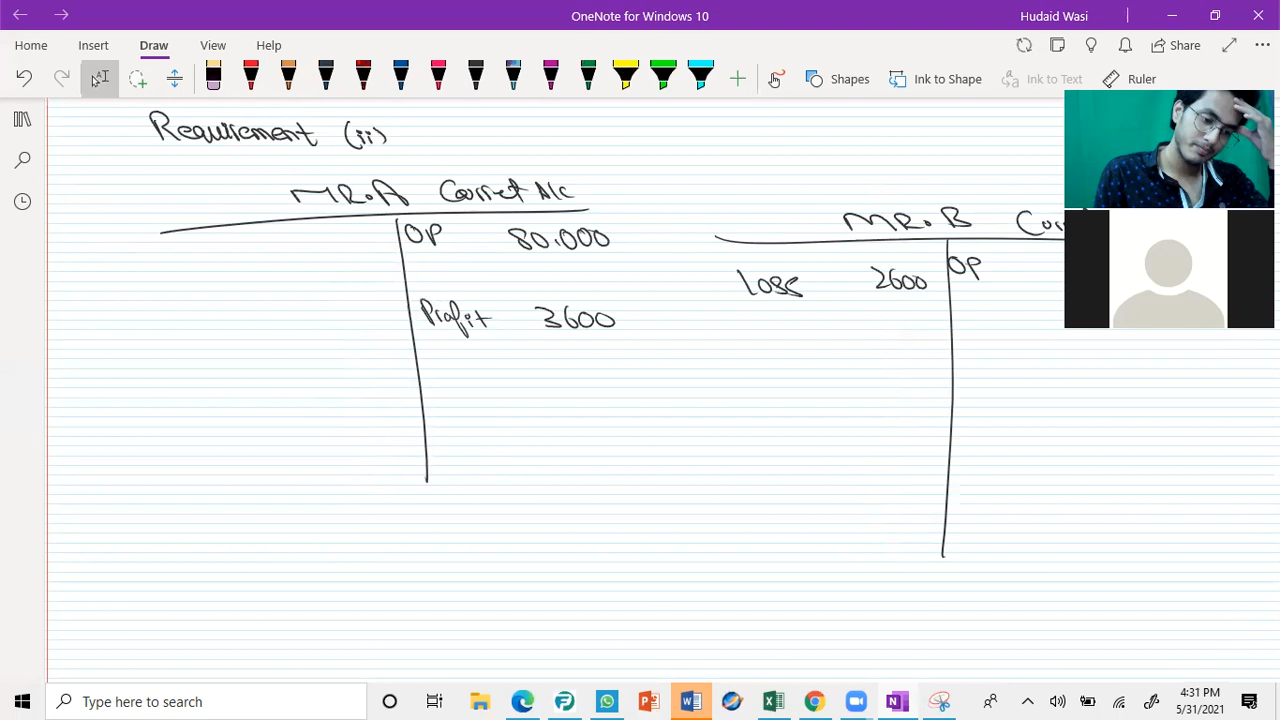 OneNote for Windows 10
Hudaid Wasi
Home Insert Draw View Help
Share
Shapes Ink to Shape Ink to Text Ruler
Requirement (ii)
MR.A Corret A/c
OP 80,000
Profit 3600
MR.B
loss 2600 OP
Type here to search
4:31 PM
5/31/2021